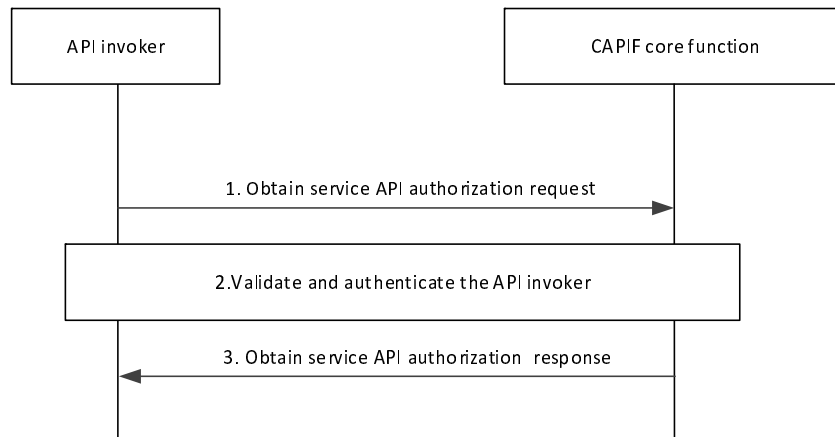 API invoker
CAPIF core function
1. Obtain service API authorization request
2.Validate and authenticate the API invoker
3. Obtain service API authorization response